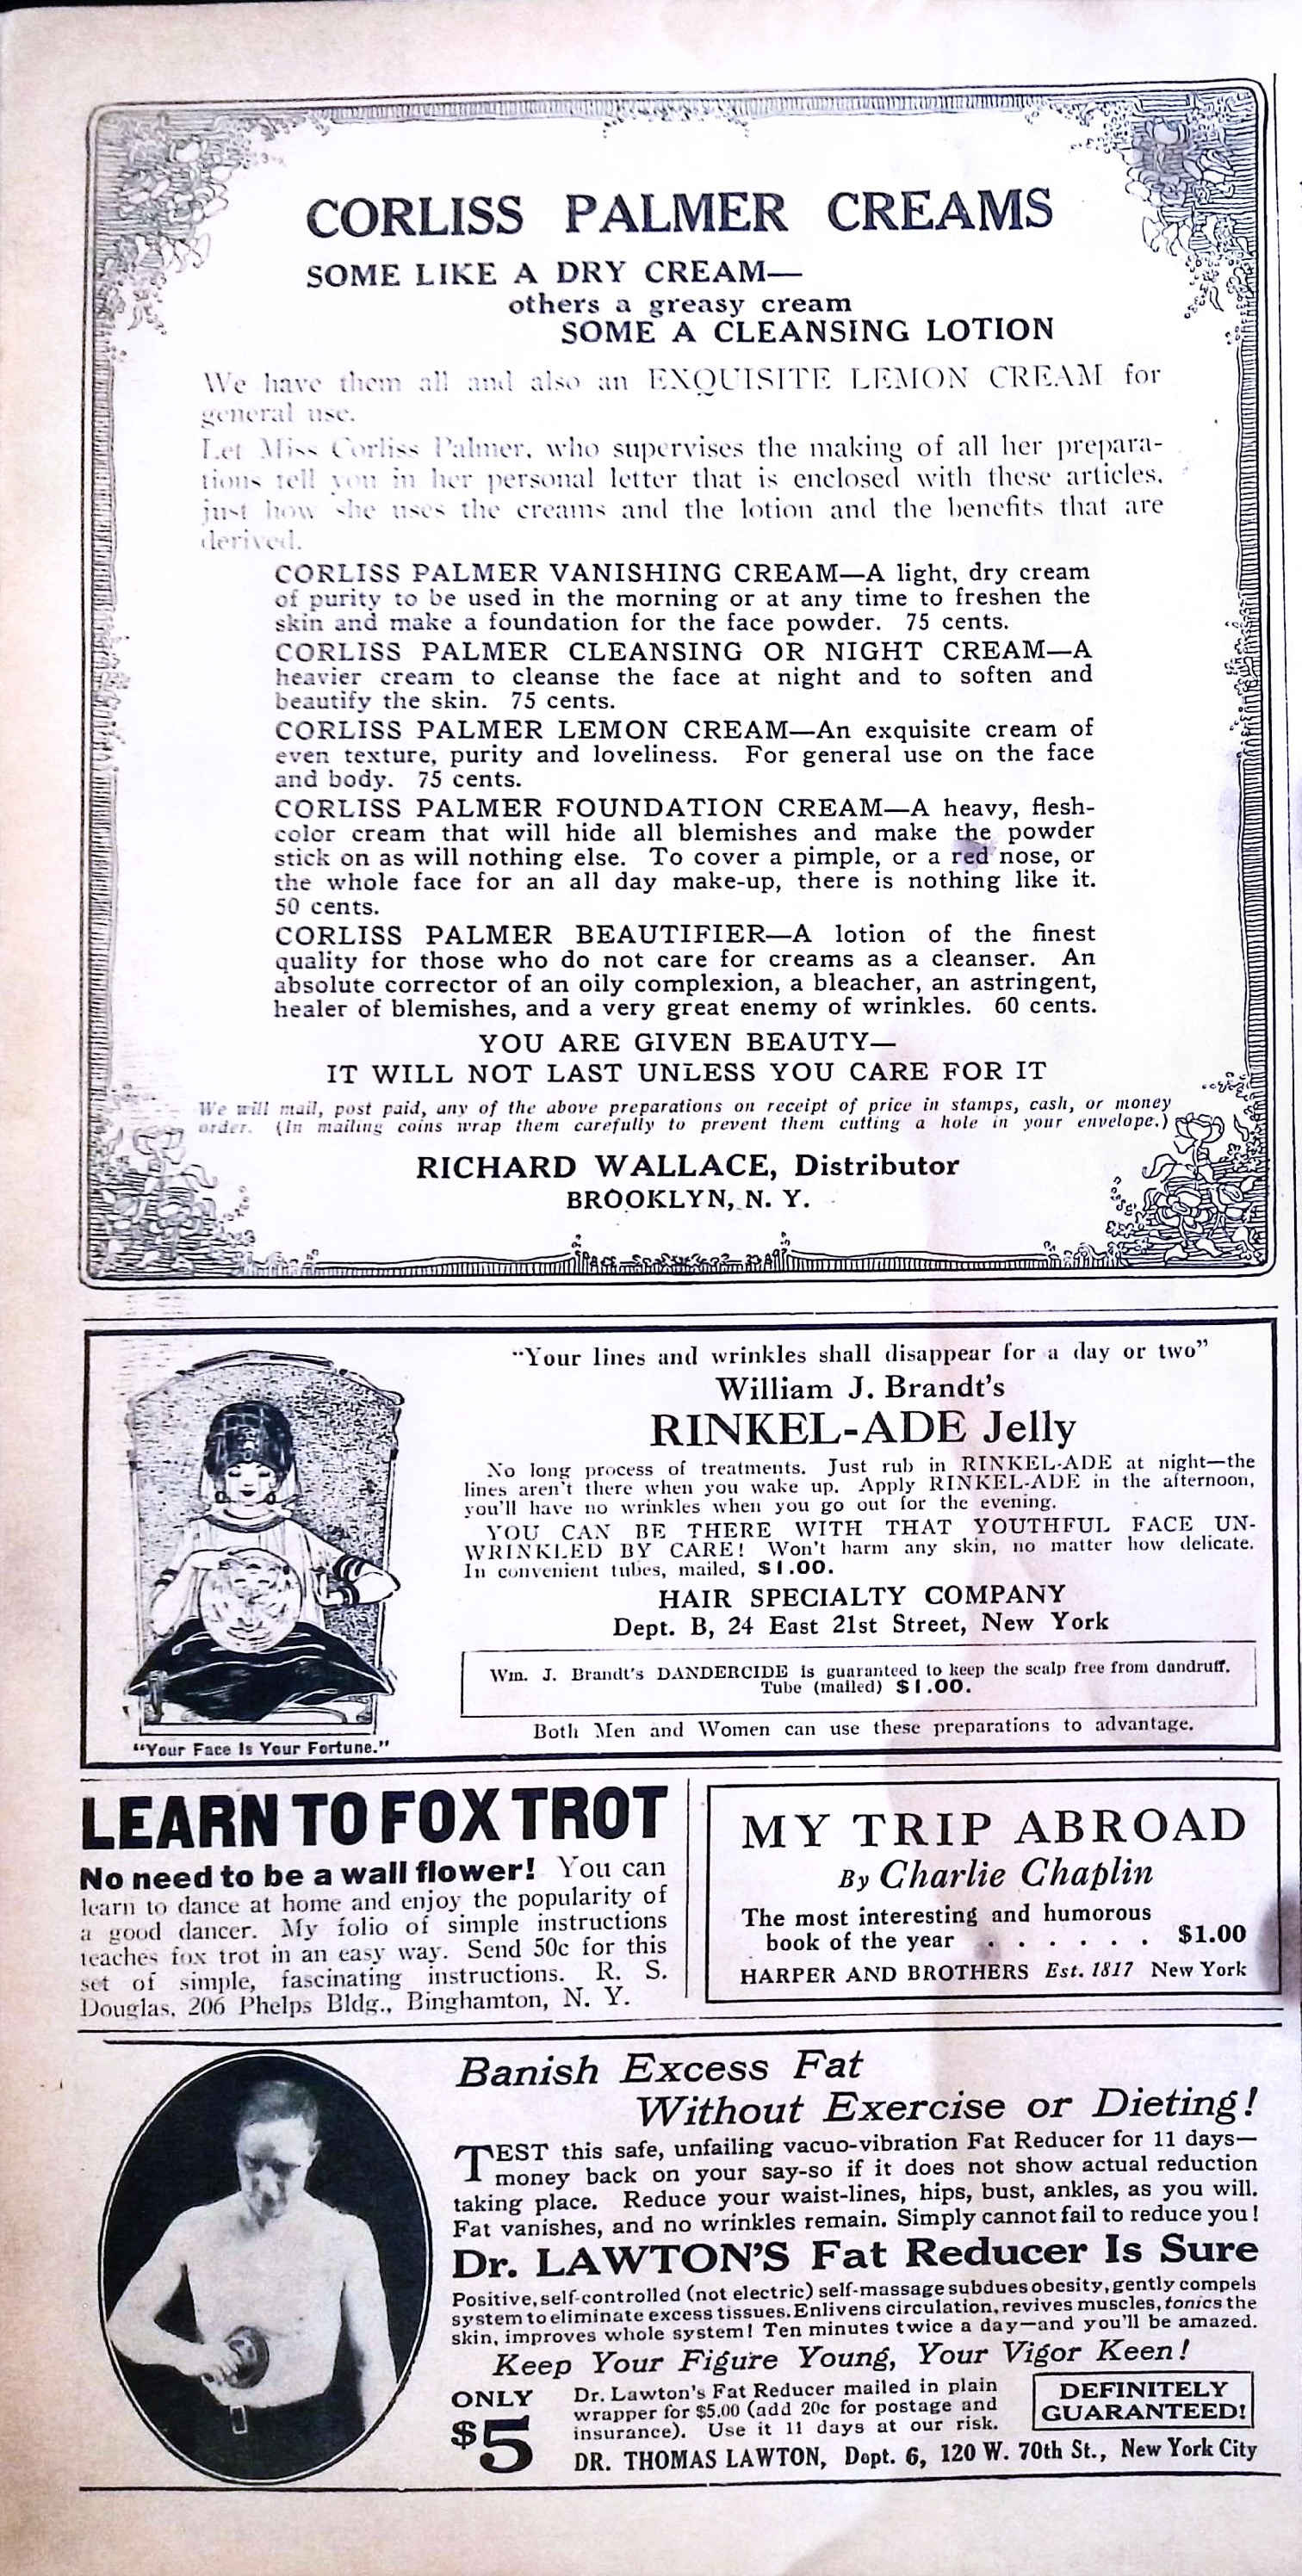 CORLISS PALMER CREAMS
SOME LIKE A DRY CREAM—
others a greasy cream
SOME A CLEANSING LOTION
We have them all and also an EXQUISITE LEMON CREAM for
general use.
Let Miss Corliss Palmer, who supervises the making of all her prepara-
tions tell you in her personal letter that is enclosed with these articles,
just how she uses the creams and the lotion and the benefits that are
derived.
CORLISS PALMER VANISHING CREAM—A light, dry cream
of purity to be used in the morning or at any time to freshen the
skin and make a foundation for the face powder. 75 cents.
CORLISS PALMER CLEANSING OR NIGHT CREAM—A
heavier cream to cleanse the face at night and to soften and
beautify the skin. 75 cents.
CORLISS PALMER LEMON CREAM—An exquisite cream of
even texture, purity and loveliness. For general use on the face
and body. 75 cents.
CORLISS PALMER FOUNDATION CREAM—A heavy, flesh-
color cream that will hide all blemishes and make the powder
stick on as will nothing else. To cover a pimple, or a red nose, or
the whole face for an all day make-up, there is nothing like it.
50 cents.
CORLISS PALMER BEAUTIFIER—A lotion of the finest
quality for those who do not care for creams as a cleanser. An
absolute corrector of an oily complexion, a bleacher, an astringent,
healer of blemishes, and a very great enemy of wrinkles. 60 cents.
YOU ARE GIVEN BEAUTY—
IT WILL NOT LAST UNLESS YOU CARE FOR IT
We will mail, post paid, any of the above preparations on receipt of price in stamps, cash, or money
order. (In mailing coins wrap them carefully to prevent them cutting a hole in your envelope.)
RICHARD WALLACE, Distributor
BROOKLYN, N. Y.
"Your lines and wrinkles shall disappear for a day or two"
William J. Brandt's
RINKEL-ADE Jelly
No long process of treatments. Just rub in RINKEL-ADE at night—the
lines aren't there when you wake up. Apply RINKEL-ADE in the afternoon,
you'll have no wrinkles when you go out for the evening.
YOU CAN BE THERE WITH THAT YOUTHFUL FACE UN-
WRINKLED BY CARE! Won't harm any skin, no matter how delicate.
In convenient tubes, mailed, $1.00.
HAIR SPECIALTY COMPANY
Dept. B, 24 East 21st Street, New York
Wm. J. Brandt's DANDERCIDE is guaranteed to keep the scalp free from dandruff.
Tube (mailed) $1.00.
Both Men and Women can use these preparations to advantage.
"Your Face Is Your Fortune."
LEARN TO FOX TROT
No need to be a wall flower! You can
learn to dance at home and enjoy the popularity of
a good dancer. My folio of simple instructions
teaches fox trot in an easy way. Send 50c for this
set of simple, fascinating instructions. R. S.
Douglas, 206 Phelps Bldg., Binghamton, N. Y.
MY TRIP ABROAD
By Charlie Chaplin
The most interesting and humorous
book of the year . . . . . . $1.00
HARPER AND BROTHERS Est. 1817 New York
Banish Excess Fat
Without Exercise or Dieting!
TEST this safe, unfailing vacuo-vibration Fat Reducer for 11 days—
money back on your say-so if it does not show actual reduction
taking place. Reduce your waist-lines, hips, bust, ankles, as you will.
Fat vanishes, and no wrinkles remain. Simply cannot fail to reduce you!
Dr. LAWTON'S Fat Reducer Is Sure
Positive, self-controlled (not electric) self-massage subdues obesity, gently compels
system to eliminate excess tissues. Enlivens circulation, revives muscles, tonics the
skin, improves whole system! Ten minutes twice a day—and you'll be amazed.
Keep Your Figure Young, Your Vigor Keen!
ONLY
$5
Dr. Lawton's Fat Reducer mailed in plain
wrapper for $5.00 (add 20c for postage and
insurance). Use it 11 days at our risk.
DEFINITELY
GUARANTEED!
DR. THOMAS LAWTON, Dept. 6, 120 W. 70th St., New York City